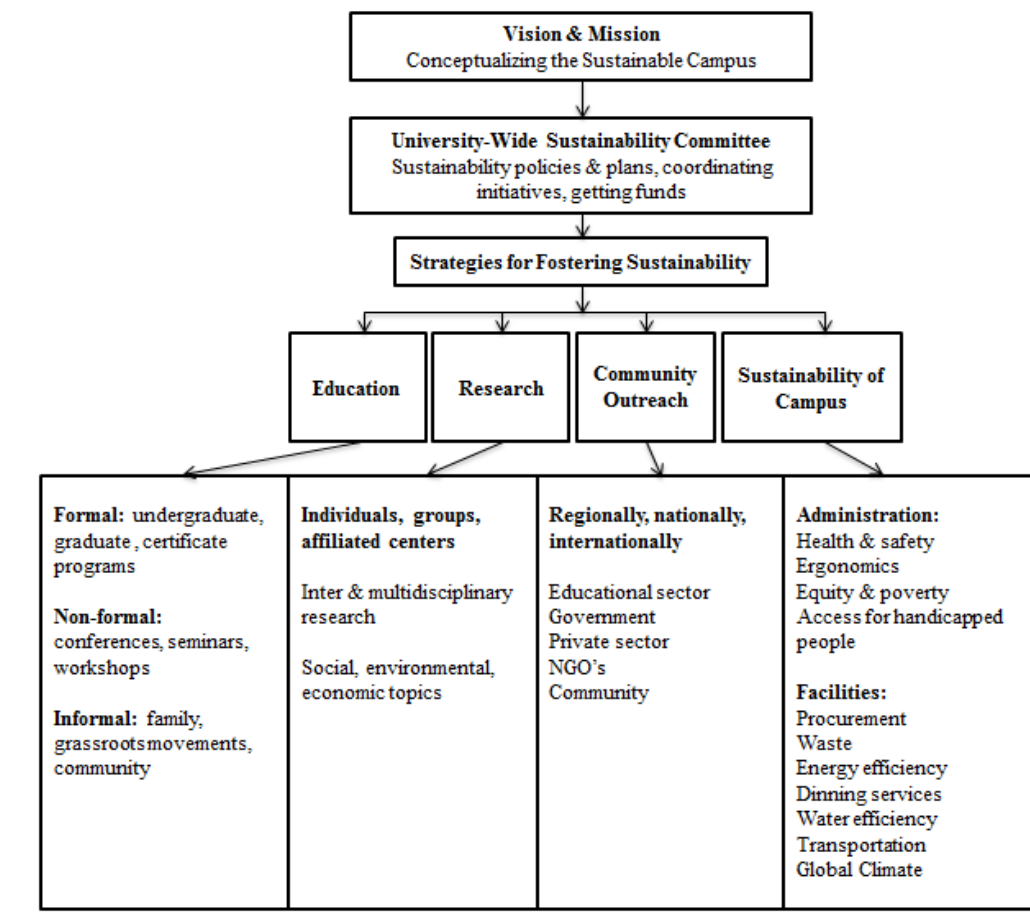 Vision & Mission
Conceptualizing the Sustainable Campus
University-Wide Sustainability Committee
Sustainability policies & plans, coordinating
initiatives, getting funds
Strategies for Fostering Sustainability
Education
Research
Community
Outreach
Sustainability of
Campus
Formal: undergraduate,
graduate , certificate
programs
Non-formal:
conferences, seminars,
workshops
Informal: family,
grassroots movements,
community
Individuals, groups,
affiliated centers
Inter & multidisciplinary
research
Social, environmental,
economic topics
Regionally, nationally,
internationally
Educational sector
Government
Private sector
NGO's
Community
Administration:
Health & safety
Ergonomics
Equity & poverty
Access for handicapped
people
Facilities:
Procurement
Waste
Energy efficiency
Dinning services
Water efficiency
Transportation
Global Climate